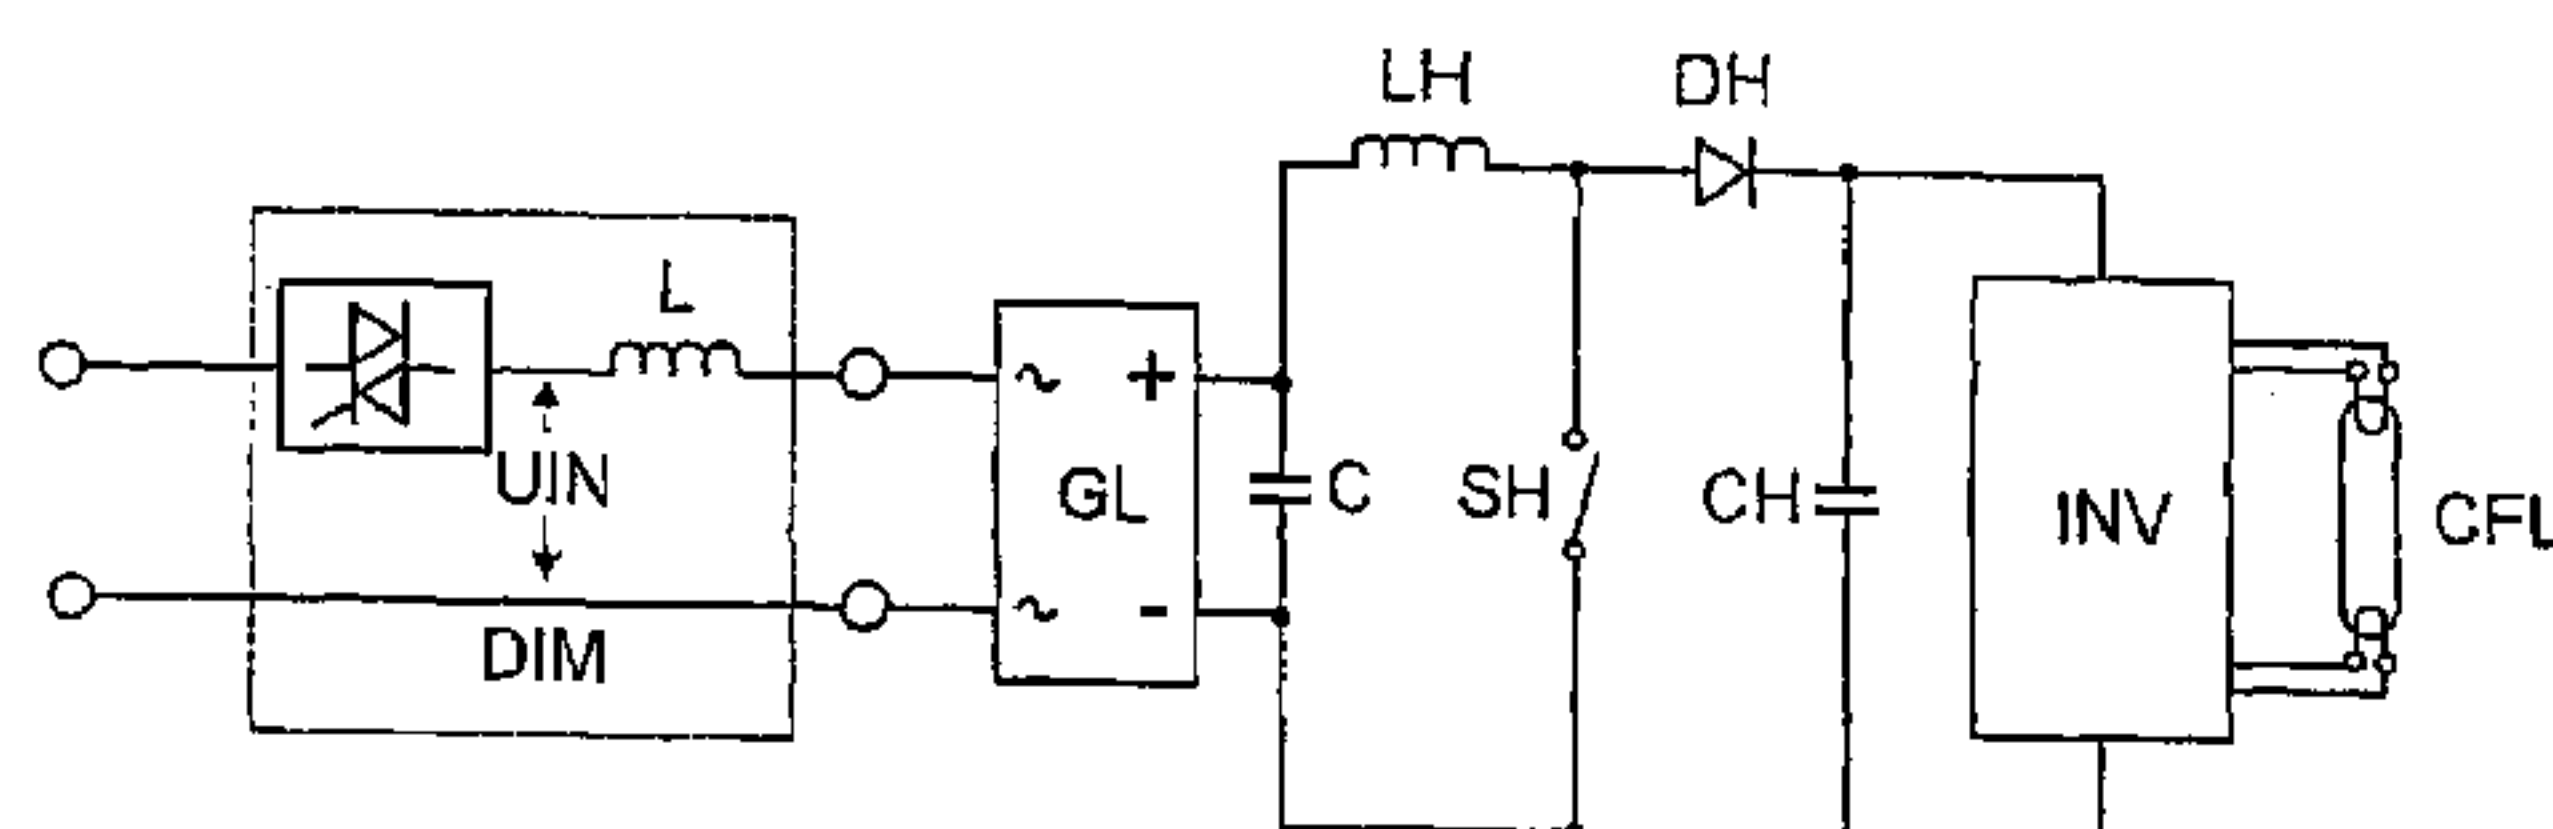 LH
DH
L
UIN
DIM
~
+
GL
~
-
C
SH
CH
INV
CFL